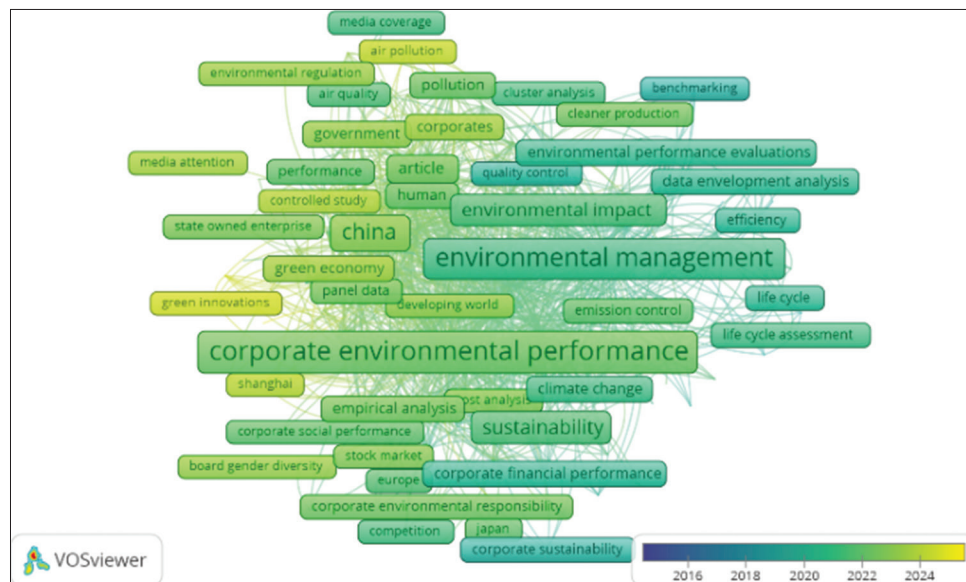 media coverage
air pollution
environmental regulation
air quality
pollution
cluster analysis
benchmarking
cleaner production
government
corporates
media attention
performance
article
quality control
environmental performance evaluations
data envelopment analysis
human
controlled study
environmental impact
efficiency
state owned enterprise
china
environmental management
green economy
panel data
developing world
emission control
life cycle
green innovations
life cycle assessment
corporate environmental performance
shanghai
climate change
empirical analysis
ost analysis
sustainability
corporate social performance
stock market
board gender diversity
europe
corporate financial performance
corporate environmental responsibility
competition
japan
corporate sustainability
VOSviewer
2016 2018 2020 2022 2024